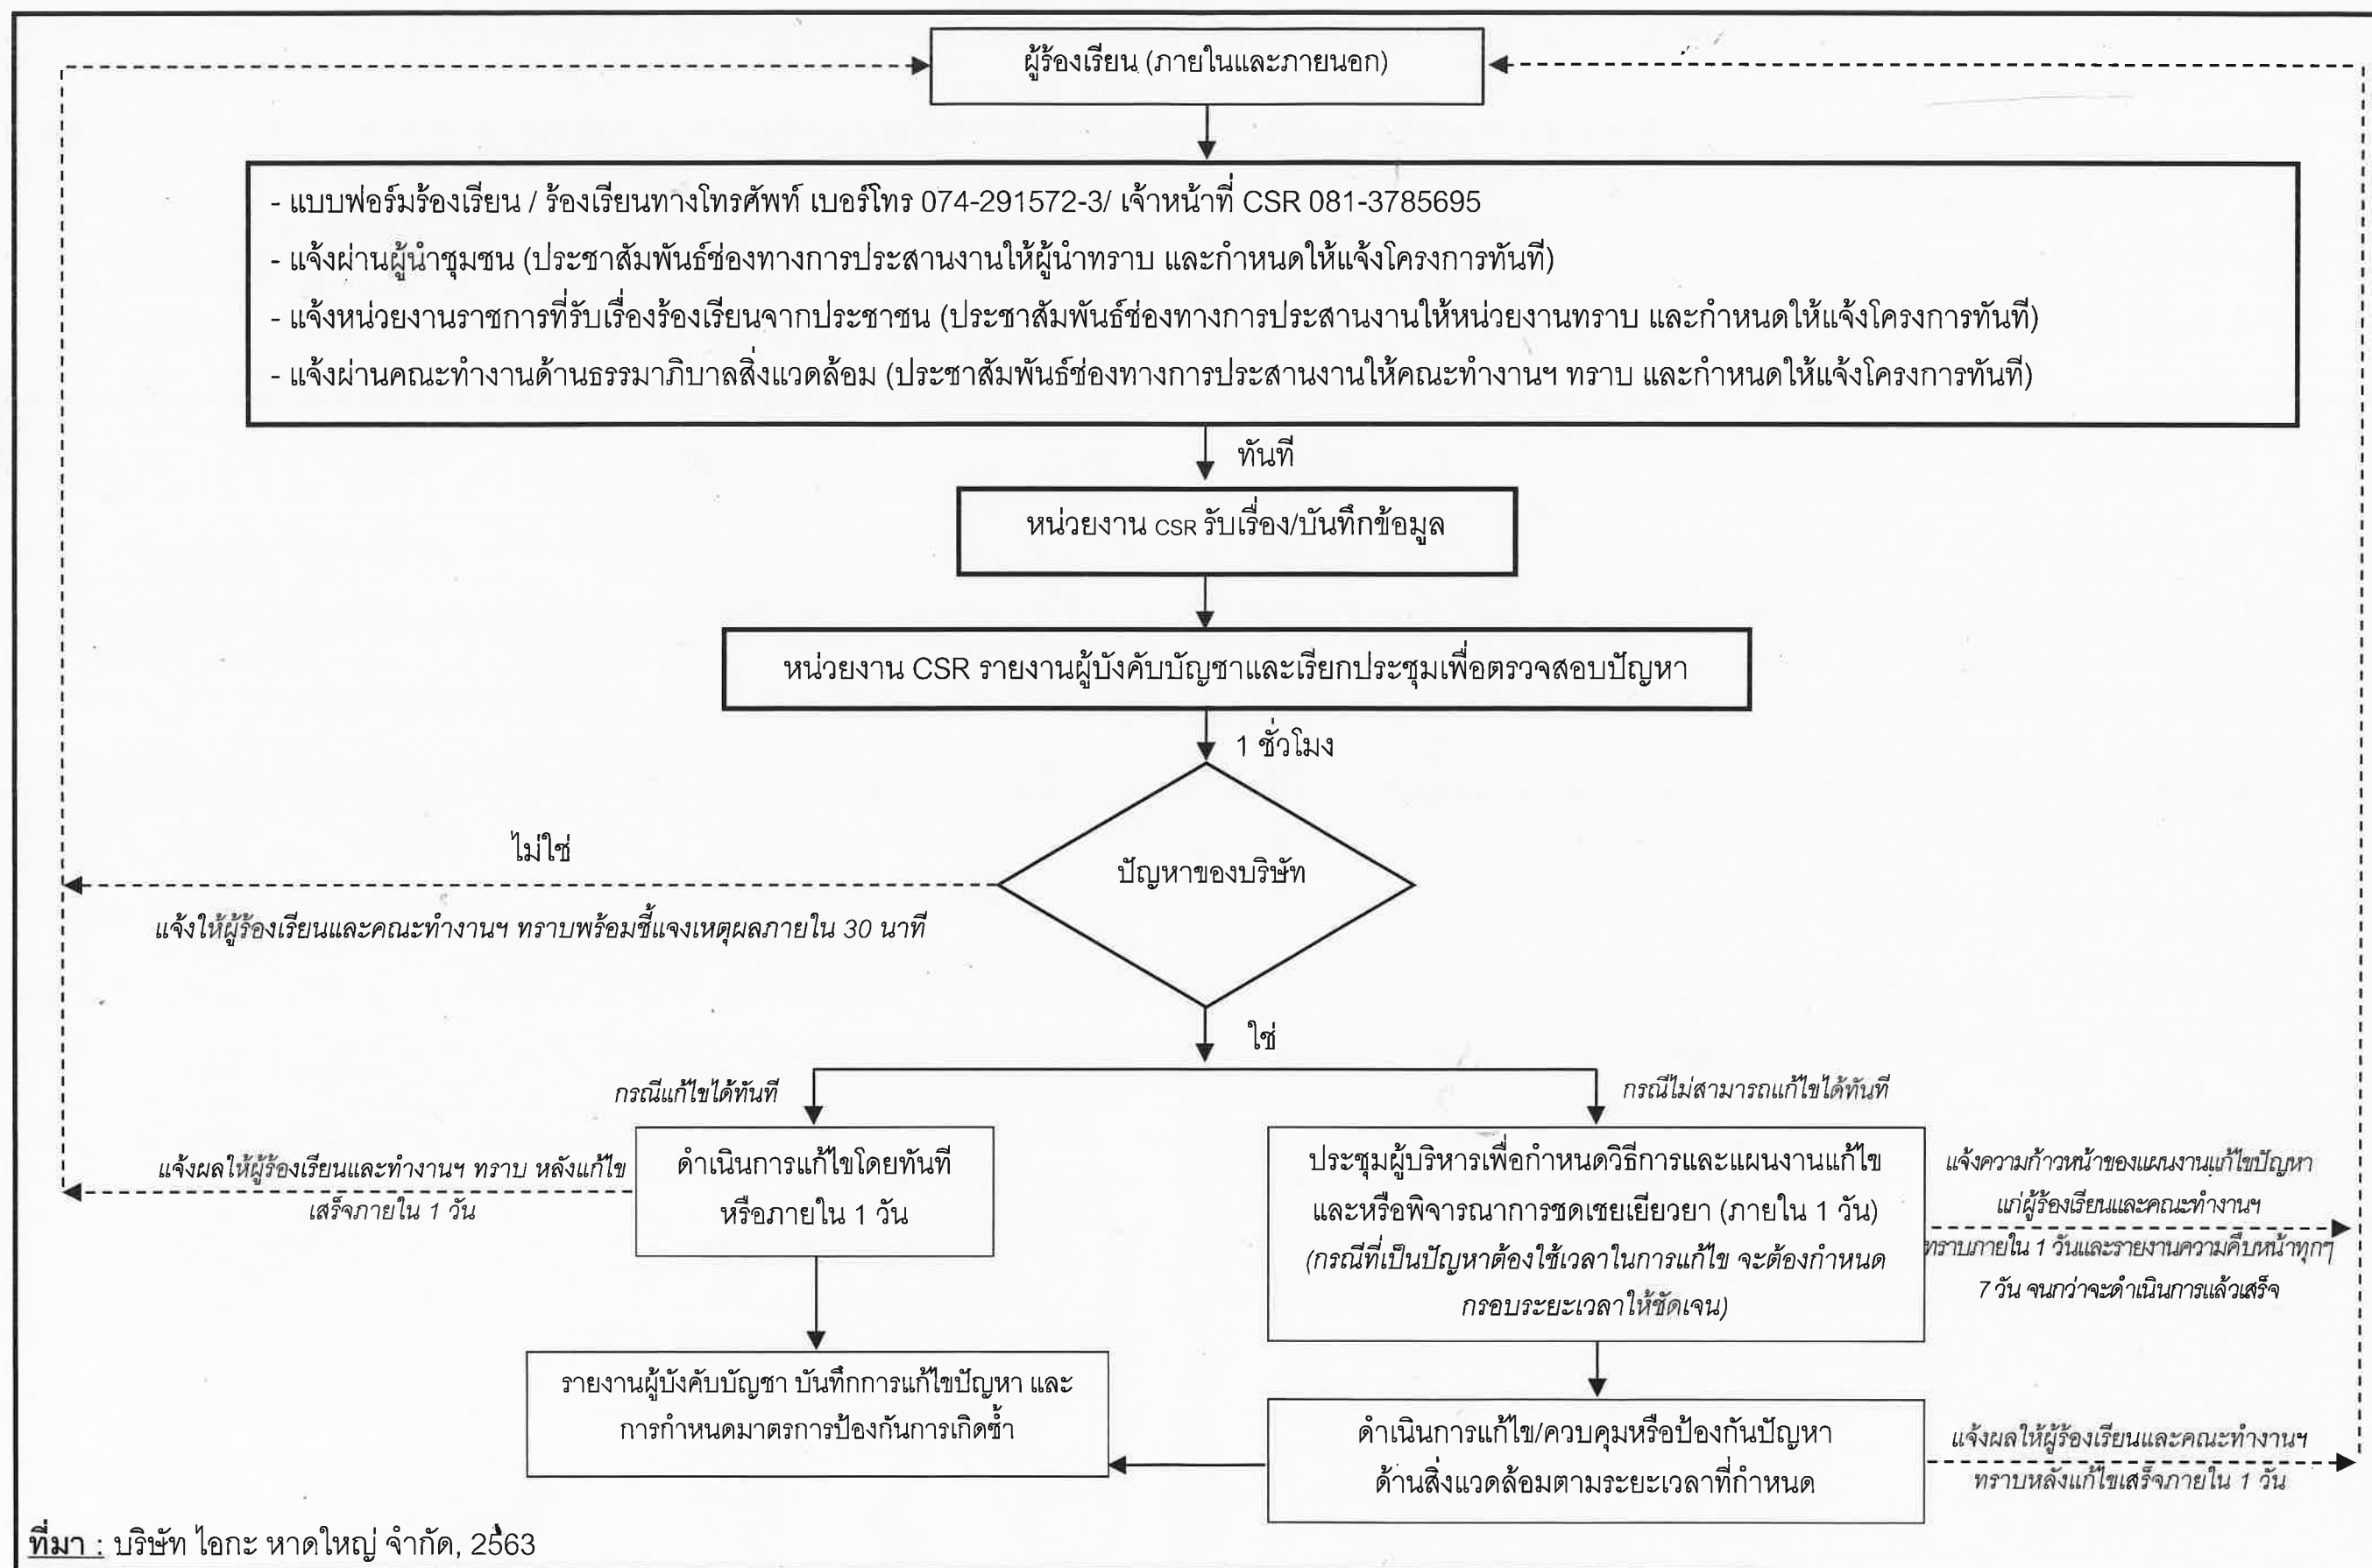 ผู้ร้องเรียน (ภายในและภายนอก)
- แบบฟอร์มร้องเรียน / ร้องเรียนทางโทรศัพท์ เบอร์โทร 074-291572-3/ เจ้าหน้าที่ CSR 081-3785695
- แจ้งผ่านผู้นำชุมชน (ประชาสัมพันธ์ช่องทางการประสานงานให้ผู้นำทราบ และกำหนดให้แจ้งโครงการทันที)
- แจ้งหน่วยงานราชการที่รับเรื่องร้องเรียนจากประชาชน (ประชาสัมพันธ์ช่องทางการประสานงานให้หน่วยงานทราบ และกำหนดให้แจ้งโครงการทันที)
- แจ้งผ่านคณะทำงานด้านธรรมาภิบาลสิ่งแวดล้อม (ประชาสัมพันธ์ช่องทางการประสานงานให้คณะทำงานฯ ทราบ และกำหนดให้แจ้งโครงการทันที)
ทันที
หน่วยงาน CSR รับเรื่อง/บันทึกข้อมูล
หน่วยงาน CSR รายงานผู้บังคับบัญชาและเรียกประชุมเพื่อตรวจสอบปัญหา
1 ชั่วโมง
ไม่ใช่
ปัญหาของบริษัท
แจ้งให้ผู้ร้องเรียนและคณะทำงานฯ ทราบพร้อมชี้แจงเหตุผลภายใน 30 นาที
ใช่
กรณีแก้ไขได้ทันที
กรณีไม่สามารถแก้ไขได้ทันที
แจ้งผลให้ผู้ร้องเรียนและทำงานฯ ทราบ หลังแก้ไข
เสร็จภายใน 1 วัน
ดำเนินการแก้ไขโดยทันที
หรือภายใน 1 วัน
ประชุมผู้บริหารเพื่อกำหนดวิธีการและแผนงานแก้ไข
และหรือพิจารณาการชดเชยเยียวยา (ภายใน 1 วัน)
(กรณีที่เป็นปัญหาต้องใช้เวลาในการแก้ไข จะต้องกำหนด
กรอบระยะเวลาให้ชัดเจน)
แจ้งความก้าวหน้าของแผนงานแก้ไขปัญหา
แก่ผู้ร้องเรียนและคณะทำงานฯ
ทราบภายใน 1 วันและรายงานความคืบหน้าทุกๆ
7 วัน จนกว่าจะดำเนินการแล้วเสร็จ
รายงานผู้บังคับบัญชา บันทึกการแก้ไขปัญหา และ
การกำหนดมาตรการป้องกันการเกิดซ้ำ
ดำเนินการแก้ไข/ควบคุมหรือป้องกันปัญหา
ด้านสิ่งแวดล้อมตามระยะเวลาที่กำหนด
แจ้งผลให้ผู้ร้องเรียนและคณะทำงานฯ
ทราบหลังแก้ไขเสร็จภายใน 1 วัน
ที่มา : บริษัท ไอกะ หาดใหญ่ จำกัด, 2563